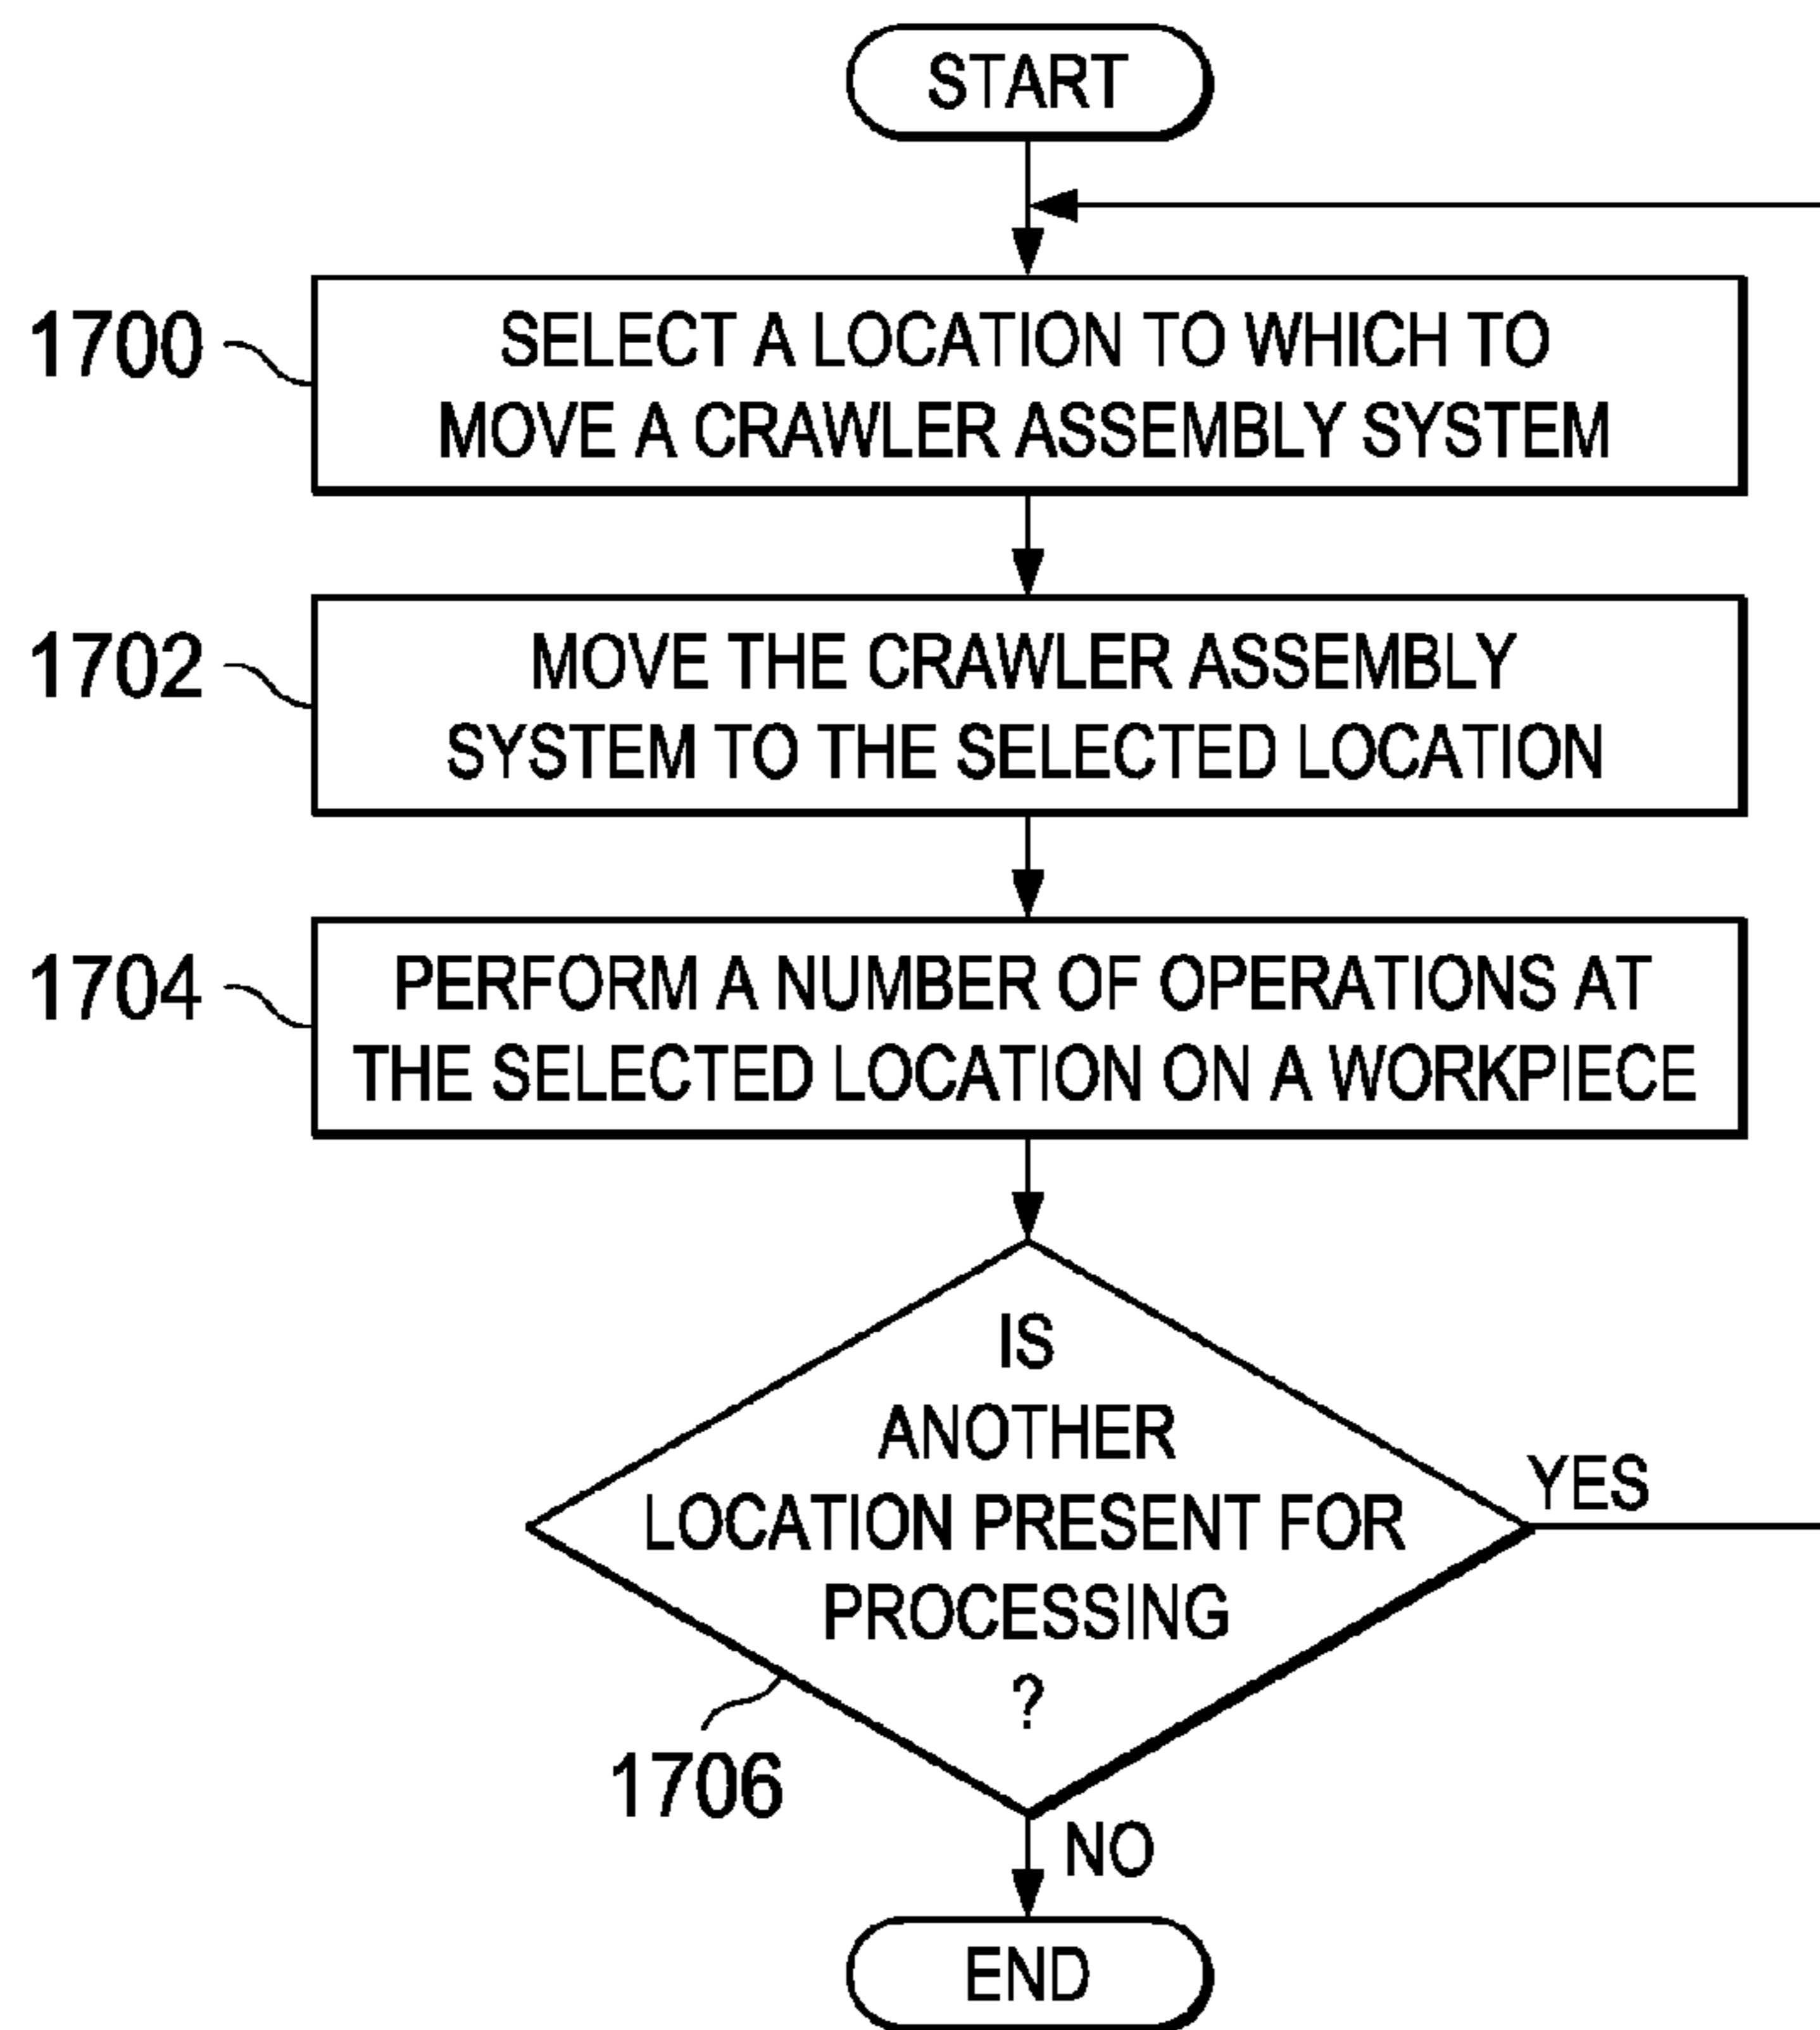 START
1700
SELECT A LOCATION TO WHICH TO
MOVE A CRAWLER ASSEMBLY SYSTEM
1702
MOVE THE CRAWLER ASSEMBLY
SYSTEM TO THE SELECTED LOCATION
1704
PERFORM A NUMBER OF OPERATIONS AT
THE SELECTED LOCATION ON A WORKPIECE
IS
ANOTHER
LOCATION PRESENT FOR
PROCESSING
?
YES
1706
NO
END